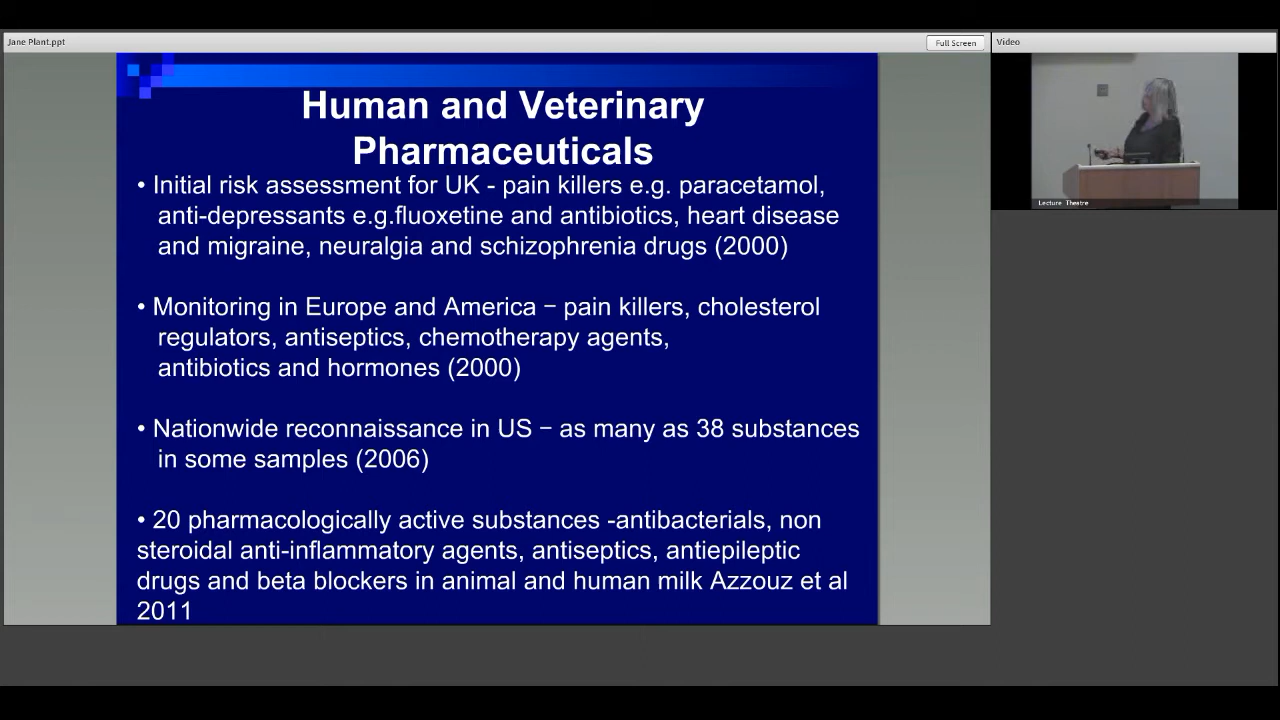 Jane Plant.ppt
Full Screen
Video
Human and Veterinary
Pharmaceuticals
• Initial risk assessment for UK - pain killers e.g. paracetamol,
anti-depressants e.g.fluoxetine and antibiotics, heart disease
and migraine, neuralgia and schizophrenia drugs (2000)
• Monitoring in Europe and America – pain killers, cholesterol
regulators, antiseptics, chemotherapy agents,
antibiotics and hormones (2000)
• Nationwide reconnaissance in US – as many as 38 substances
in some samples (2006)
• 20 pharmacologically active substances -antibacterials, non
steroidal anti-inflammatory agents, antiseptics, antiepileptic
drugs and beta blockers in animal and human milk Azzouz et al
2011
Lecture Theatre